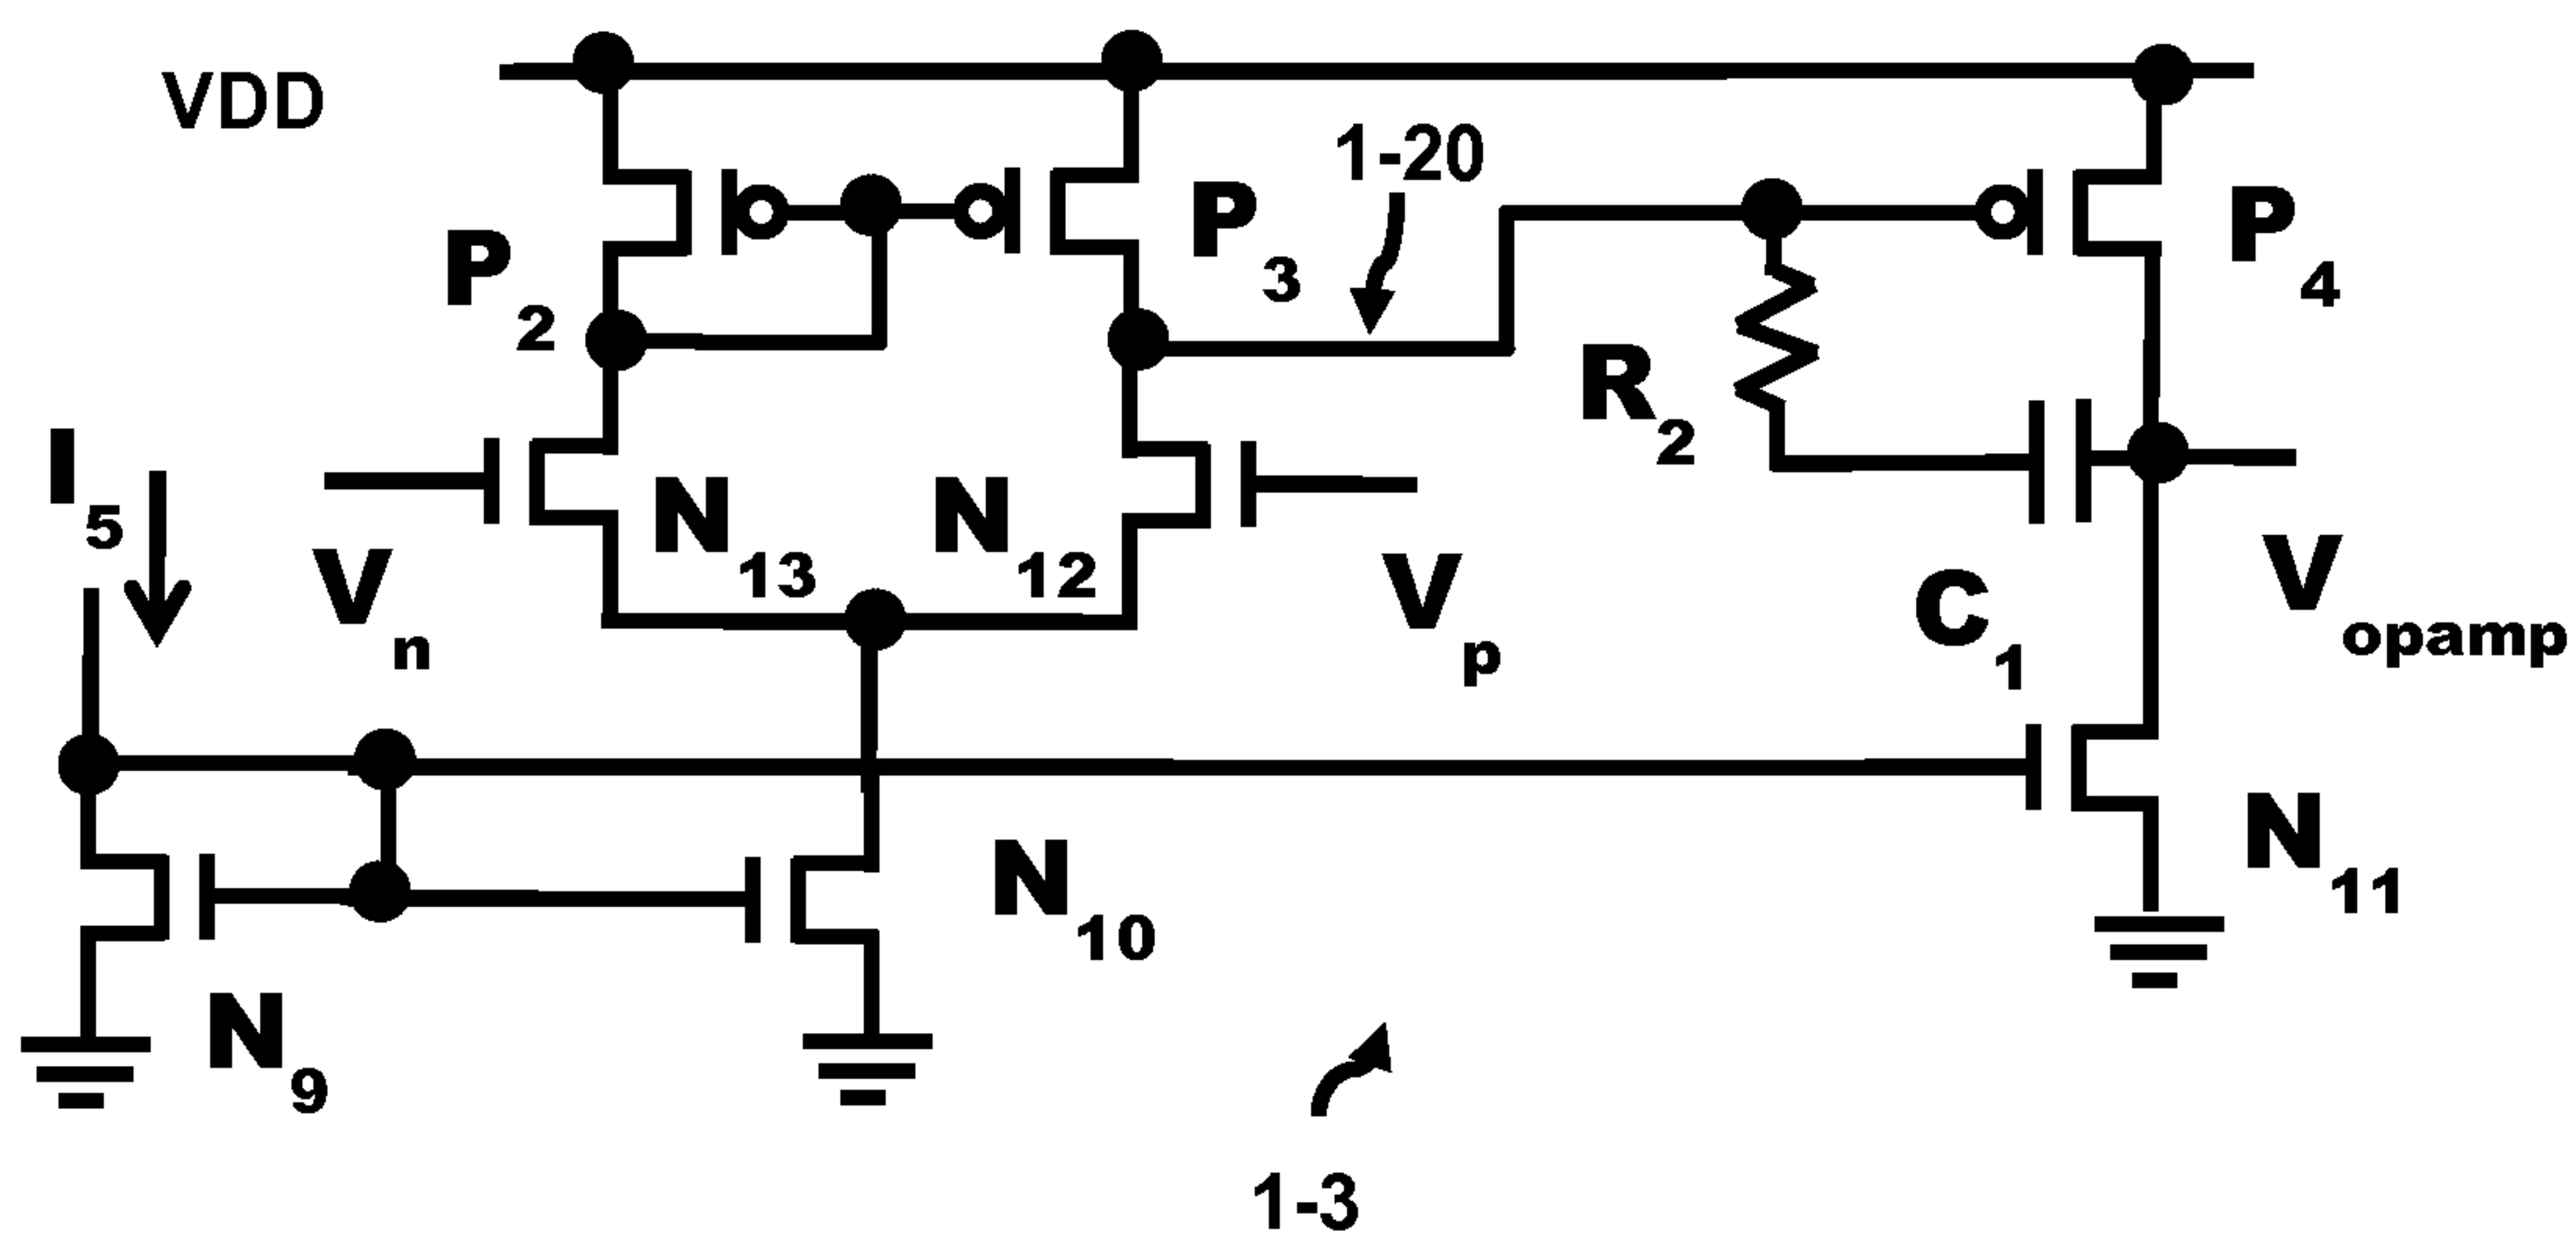 VDD
1-20
P2
P3
P4
R2
I5
N13
N12
Vn
Vp
C1
Vopamp
N10
N11
N9
1-3